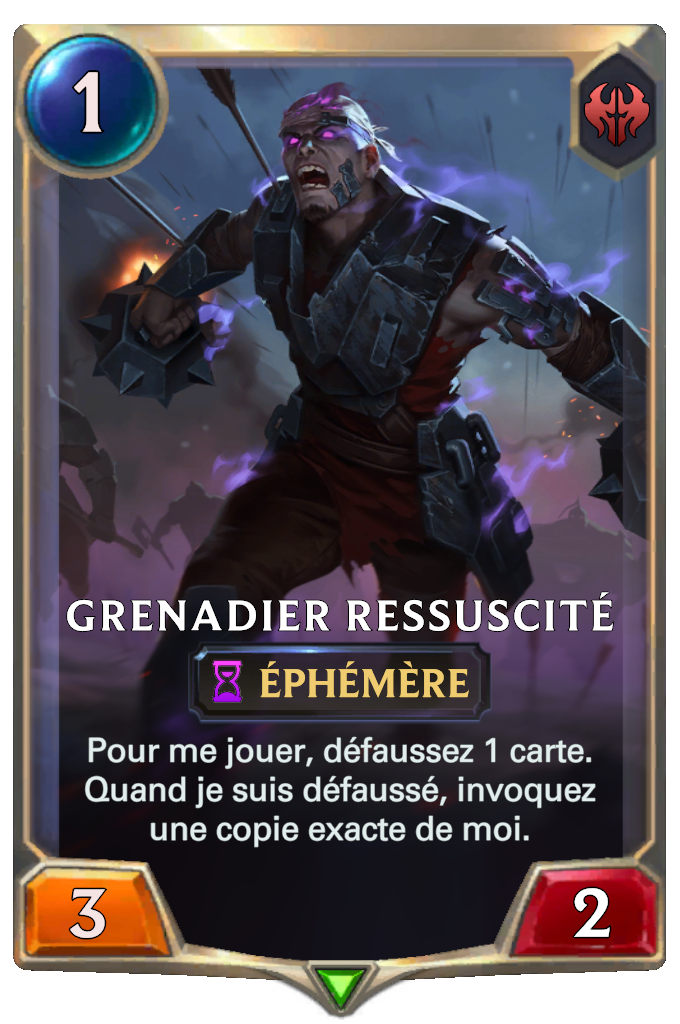 1
GRENADIER RESSUSCITÉ
ÉPHÉMÈRE
Pour me jouer, défaussez 1 carte.
Quand je suis défaussé, invoquez
une copie exacte de moi.
3
2